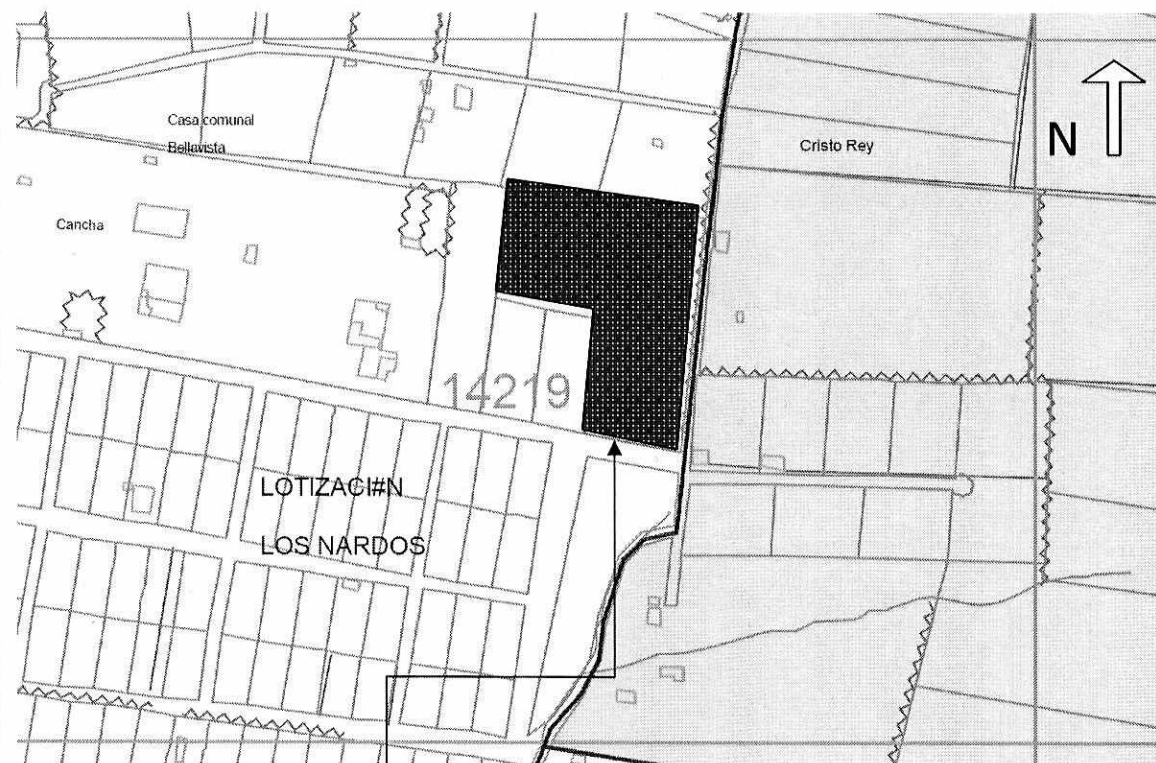 Casa comunal
Bellavista
Cristo Rey
N
Cancha
14219
LOTIZACI#N
LOS NARDOS